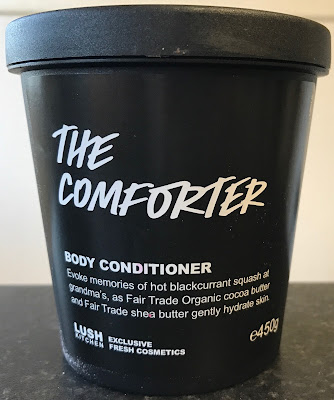 THE
COMFORTER
BODY CONDITIONER
Evoke memories of hot blackcurrant squash at
grandma's, as Fair Trade Organic cocoa butter
and Fair Trade shea butter gently hydrate skin.
LUSH EXCLUSIVE
KITCHEN FRESH COSMETICS
℮450g